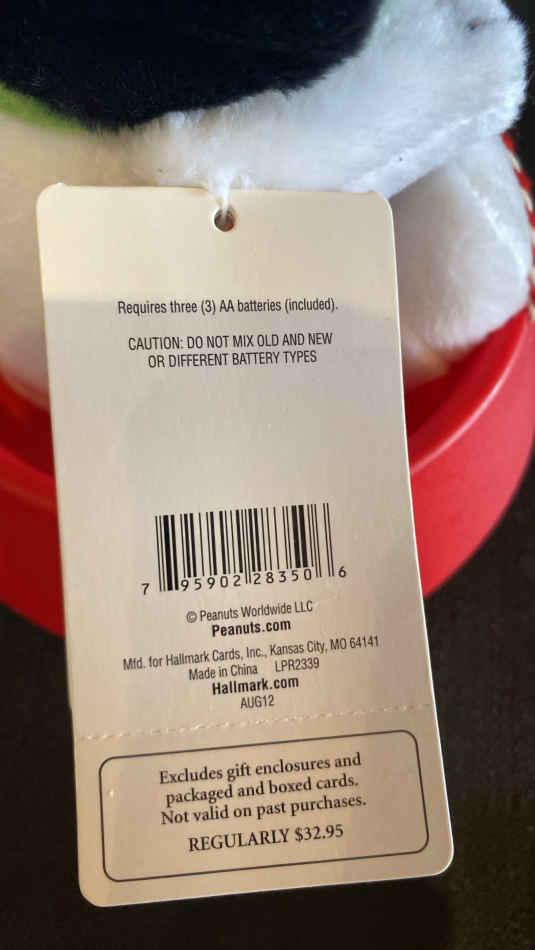 Requires three (3) AA batteries (included).
CAUTION: DO NOT MIX OLD AND NEW
OR DIFFERENT BATTERY TYPES
7 95902 28350 6
© Peanuts Worldwide LLC
Peanuts.com
Mfd. for Hallmark Cards, Inc., Kansas City, MO 64141
Made in China LPR2339
Hallmark.com
AUG12
Excludes gift enclosures and
packaged and boxed cards.
Not valid on past purchases.
REGULARLY $32.95